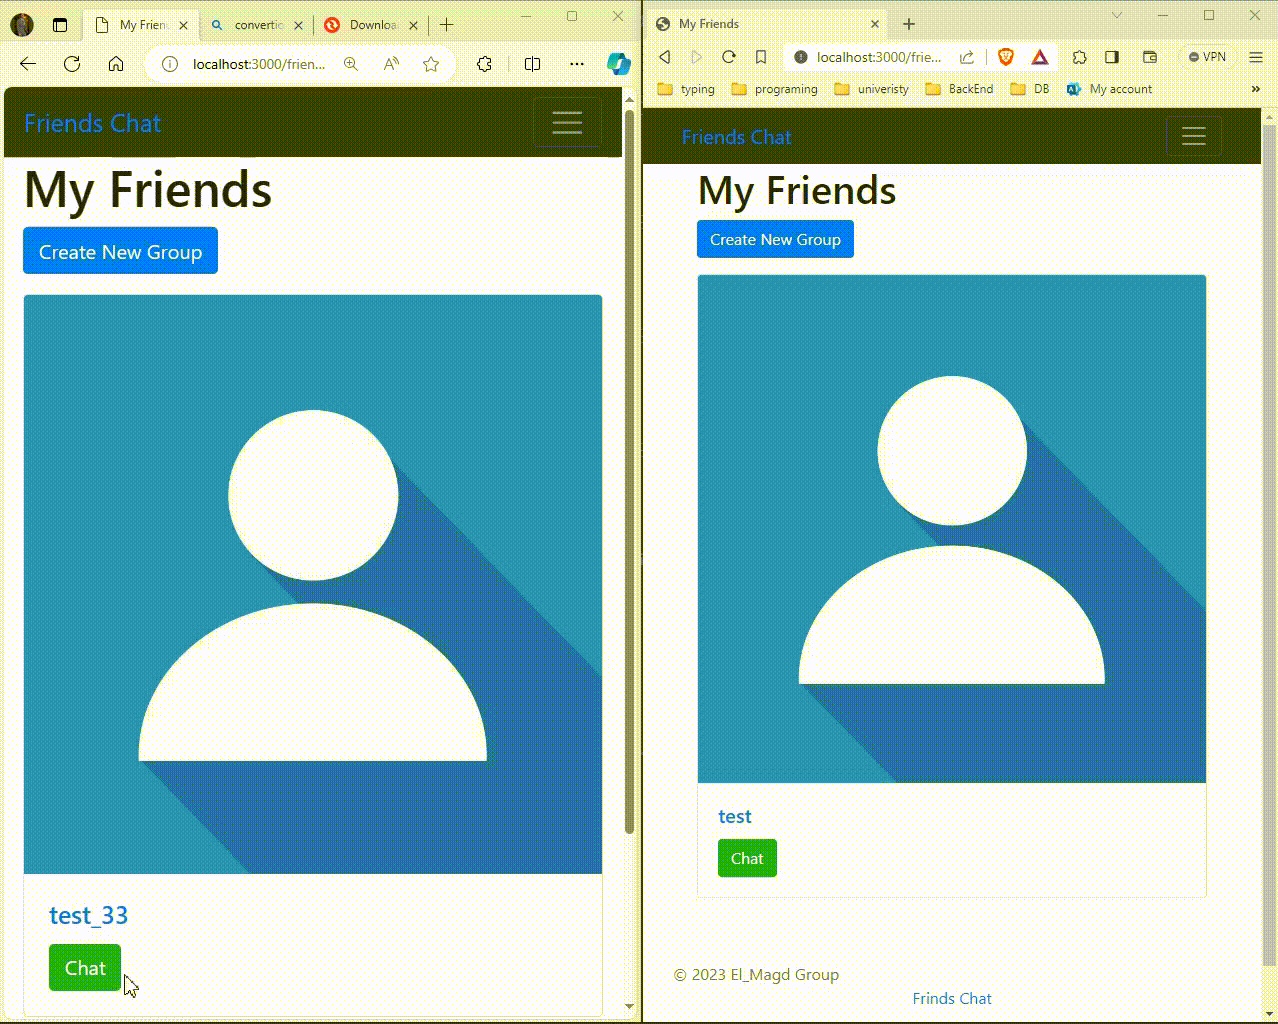 My Frien
convertio
Downloa
localhost:3000/frien...
Friends Chat
My Friends
Create New Group
test_33
Chat
My Friends
localhost:3000/frie...
VPN
typing
programing
univeristy
BackEnd
DB
My account
»
Friends Chat
My Friends
Create New Group
test
Chat
© 2023 El_Magd Group
Frinds Chat